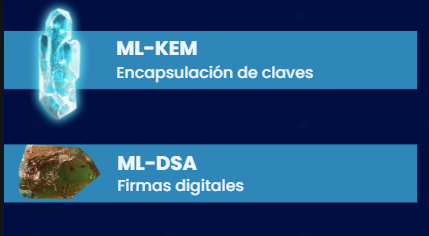 ML-KEM
Encapsulación de claves
ML-DSA
Firmas digitales